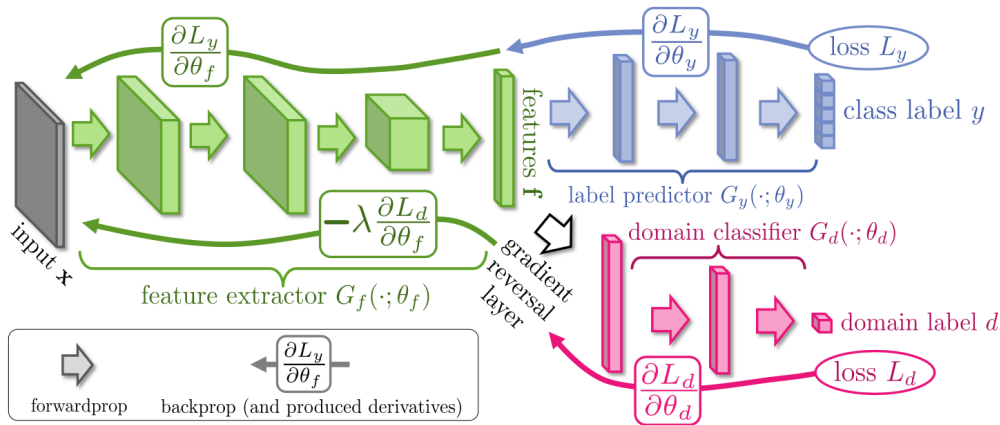 ∂L_y/∂θ_f
∂L_y/∂θ_y
loss L_y
features f
class label y
label predictor G_y(·; θ_y)
−λ ∂L_d/∂θ_f
input x
gradient
reversal
layer
domain classifier G_d(·; θ_d)
feature extractor G_f(·; θ_f)
domain label d
∂L_d/∂θ_d
loss L_d
∂L_y/∂θ_f
forwardprop
backprop (and produced derivatives)